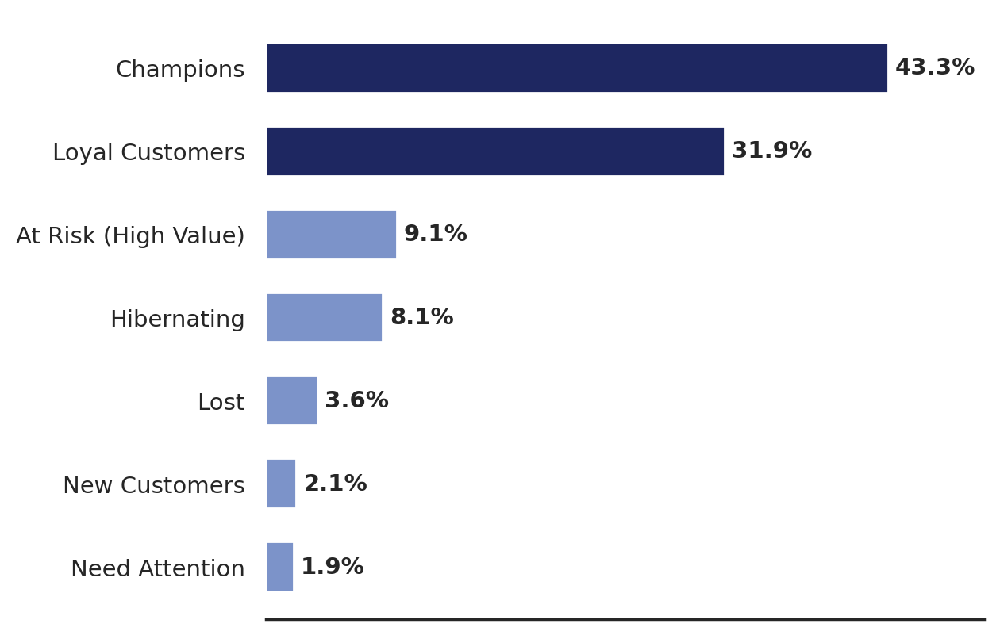 Champions 43.3%
Loyal Customers 31.9%
At Risk (High Value) 9.1%
Hibernating 8.1%
Lost 3.6%
New Customers 2.1%
Need Attention 1.9%